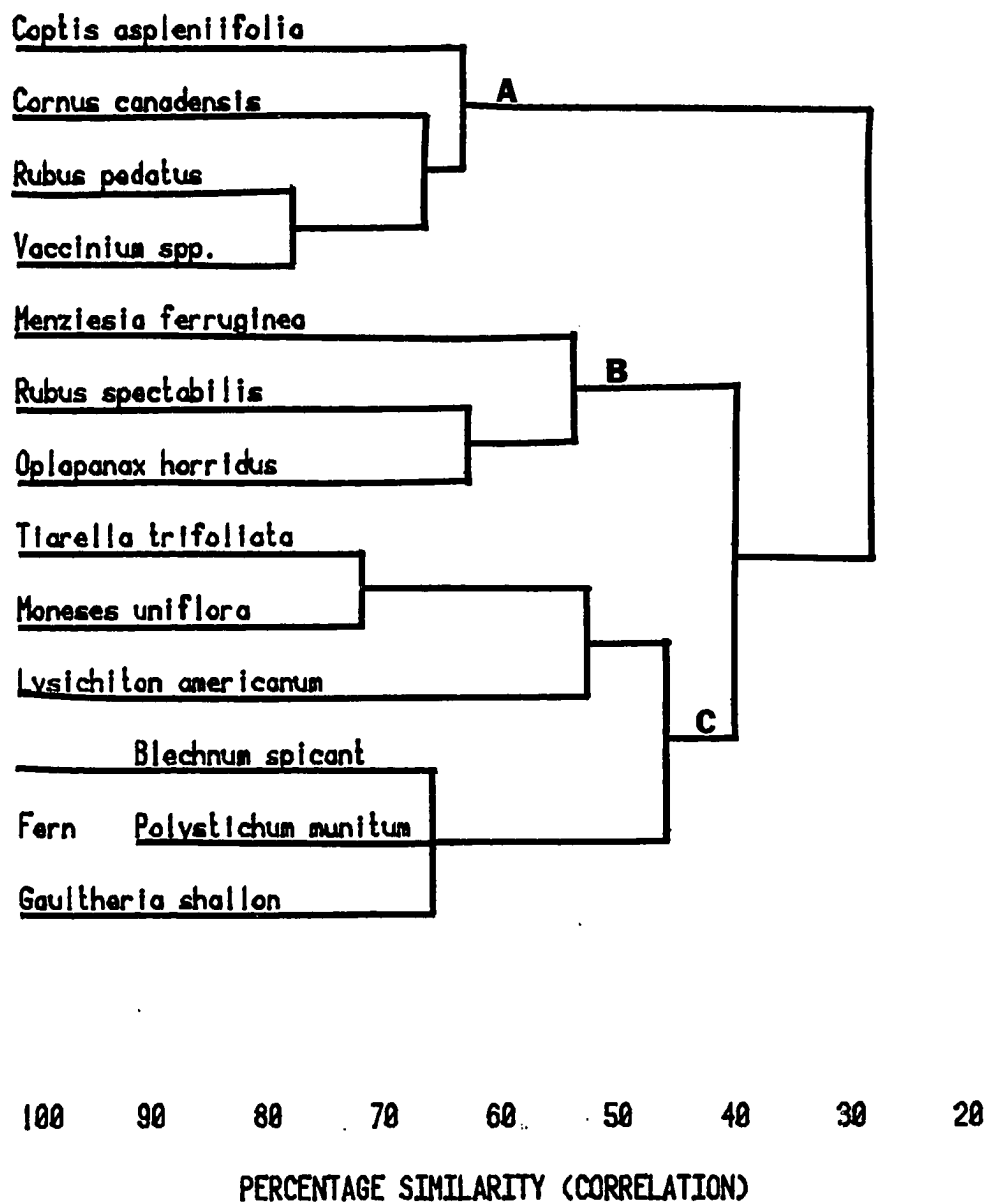 Coptis aspleniifolia
A
Cornus canadensis
Rubus pedatus
Vaccinium spp.
Menziesia ferruginea
B
Rubus spectabilis
Oplapanax horridus
Tiarella trifoliata
Moneses uniflora
Lysichiton americanum
C
Blechnum spicant
Fern Polystichum munitum
Gaultheria shallon
100 90 80 70 60 50 40 30 20
PERCENTAGE SIMILARITY (CORRELATION)